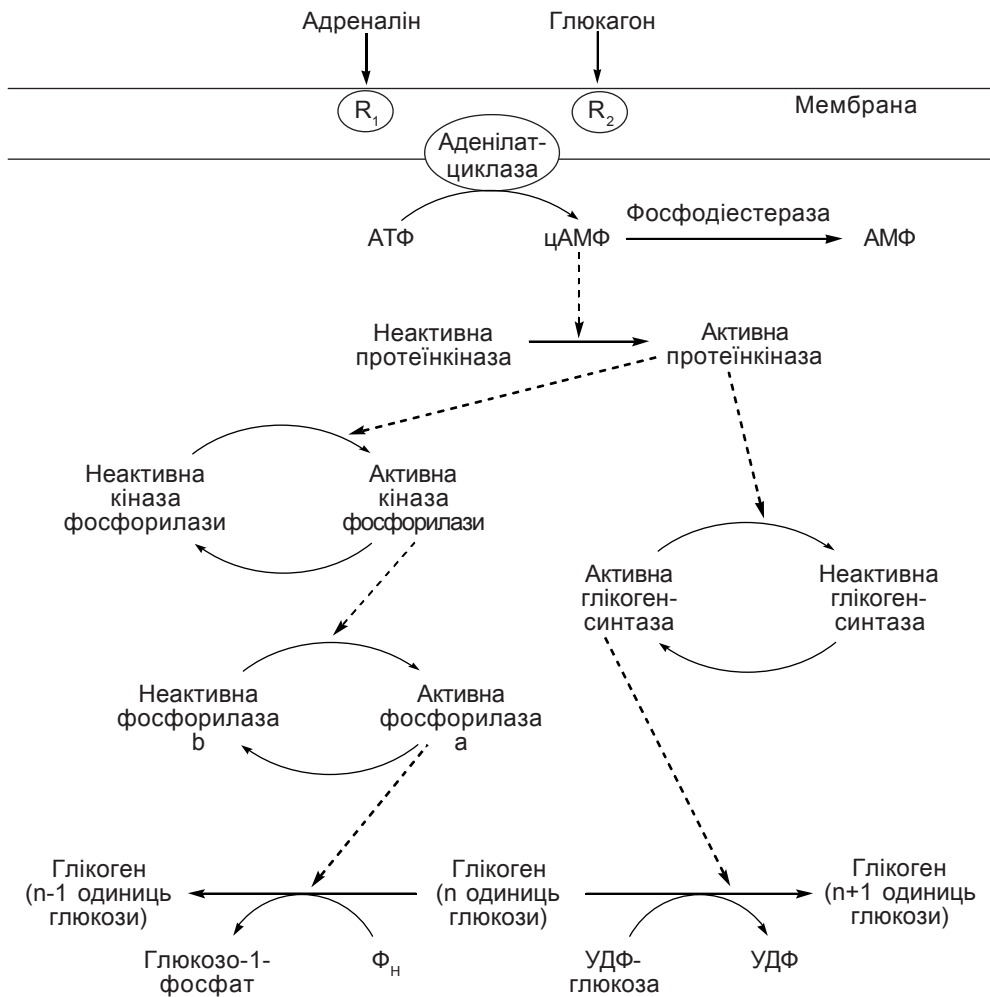 Адреналін
Глюкагон
R1
R2
Мембрана
Аденілат-
циклаза
АТФ
цАМФ
Фосфодіестераза
АМФ
Неактивна
протеїнкіназа
Активна
протеїнкіназа
Неактивна
кіназа
фосфорилази
Активна
кіназа
фосфорилази
Активна
глікоген-
синтаза
Неактивна
глікоген-
синтаза
Неактивна
фосфорилаза
b
Активна
фосфорилаза
a
Глікоген
(n-1 одиниць
глюкози)
Глікоген
(n одиниць
глюкози)
Глікоген
(n+1 одиниць
глюкози)
Глюкозо-1-
фосфат
ФН
УДФ-
глюкоза
УДФ